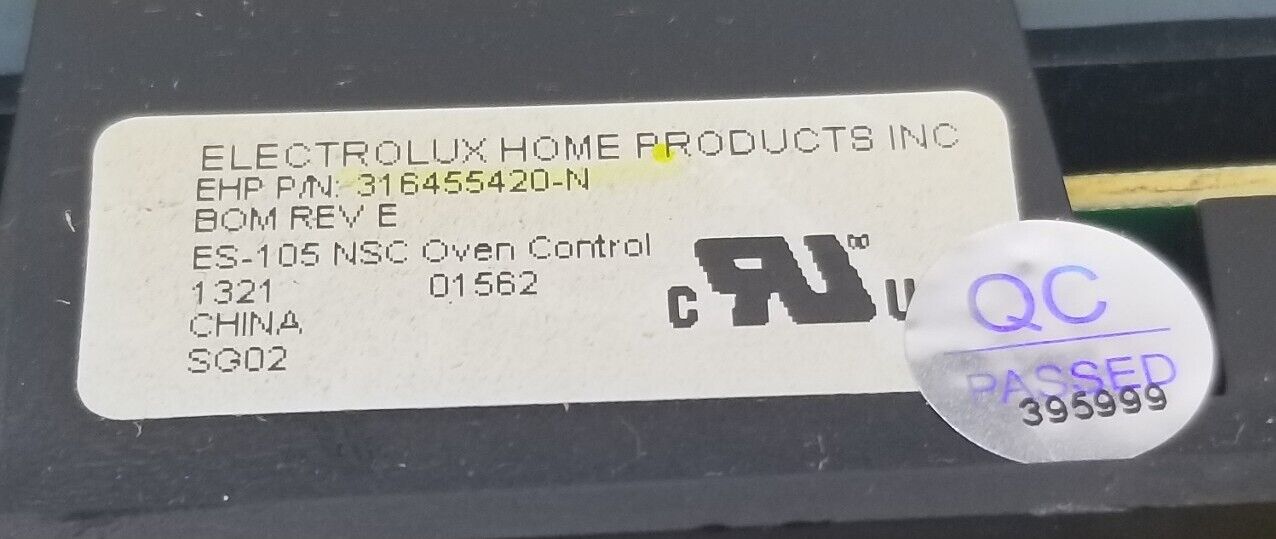 ELECTROLUX HOME PRODUCTS INC
EHP P/N: 316455420-N
BOM REV E
ES-105 NSC Oven Control
1321 01562
CHINA
SG02
C RU U
QC
PASSED
395999